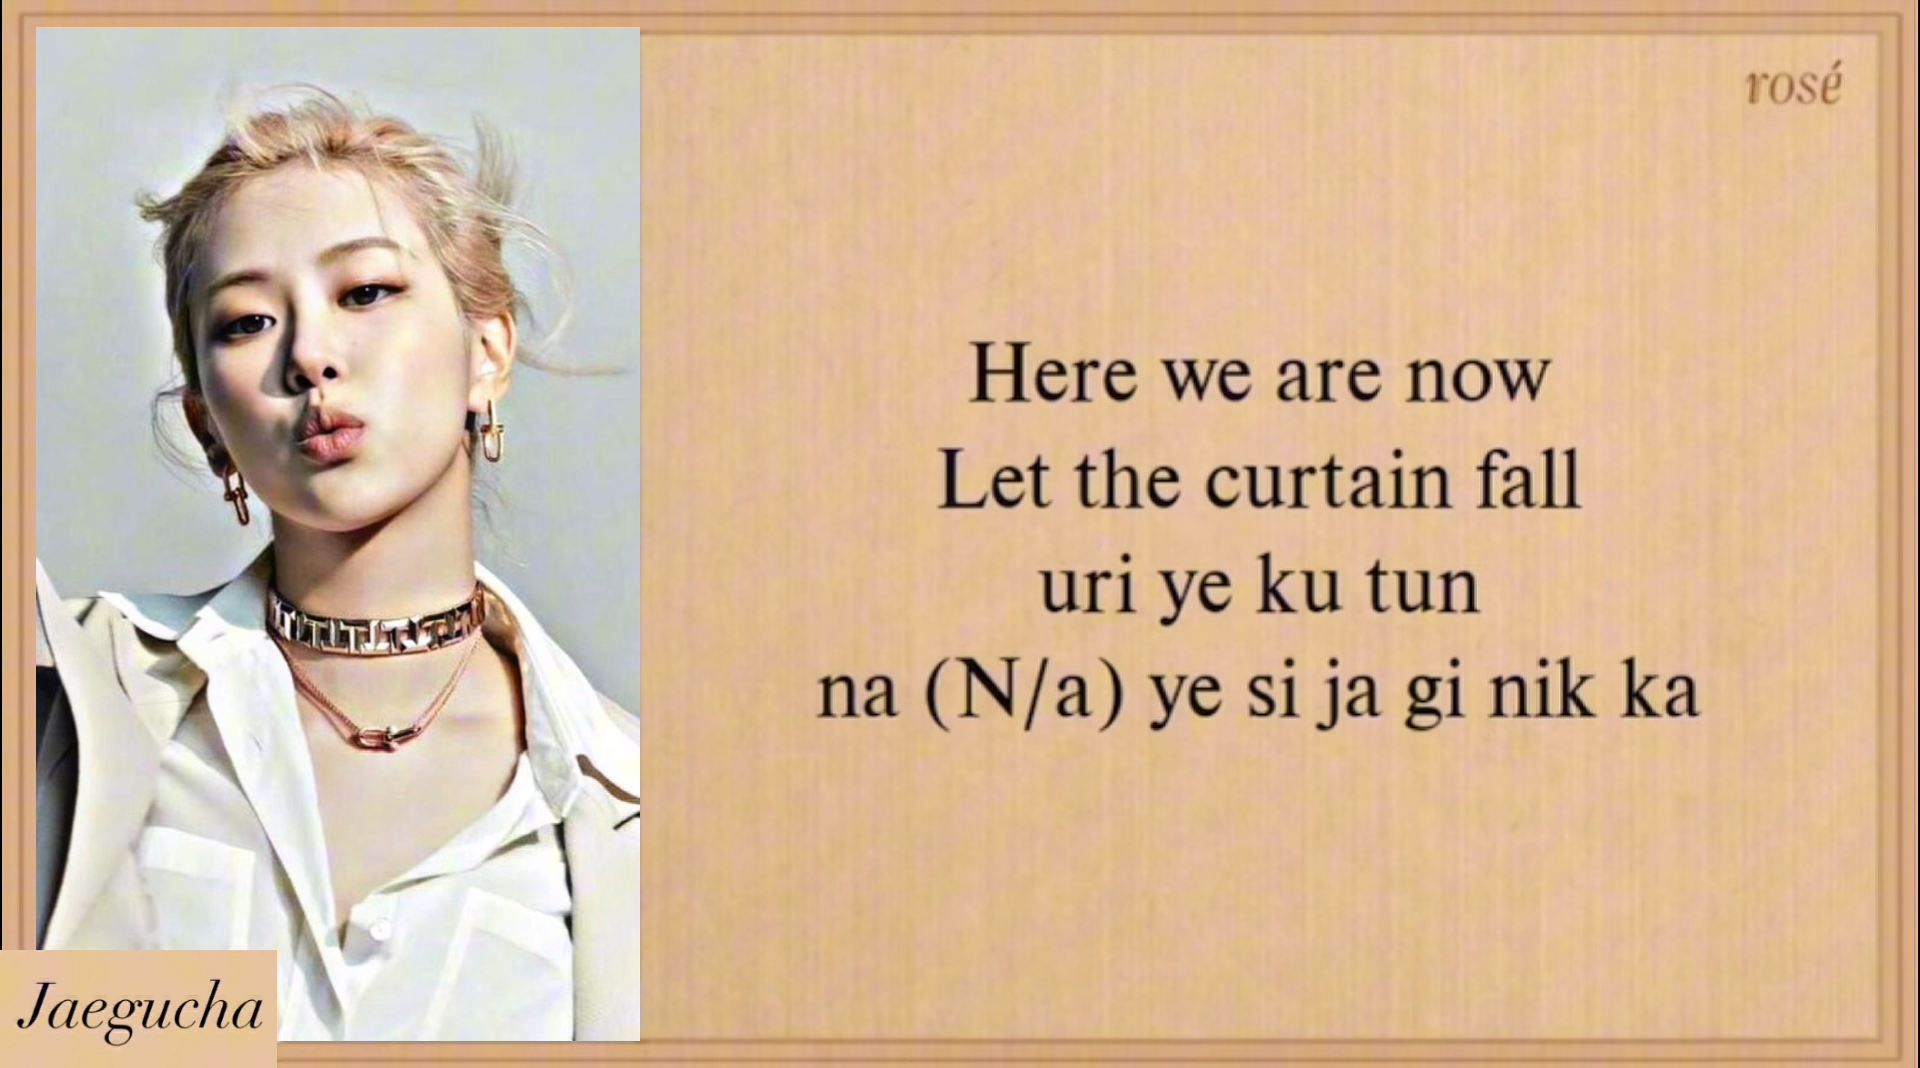 rosé
Here we are now
Let the curtain fall
uri ye ku tun
na (N/a) ye si ja gi nik ka
Jaegucha